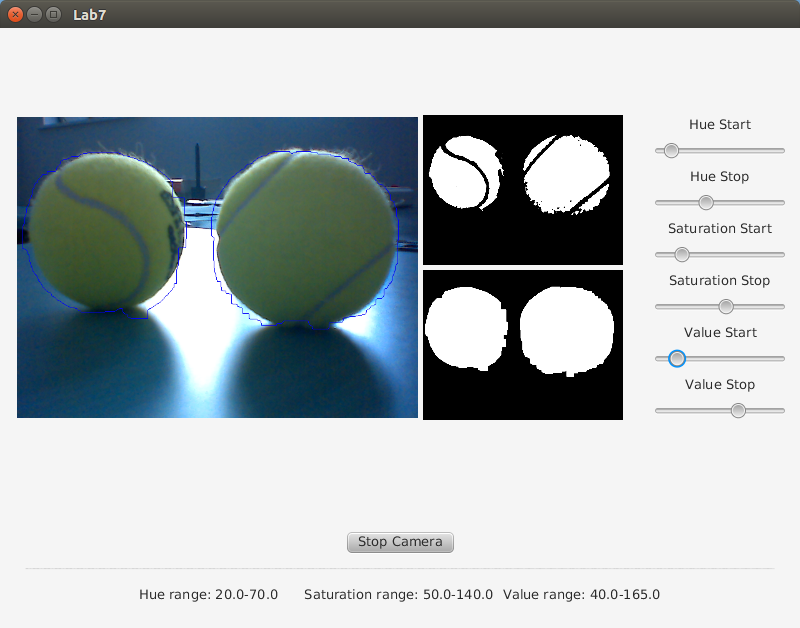 Lab7
Hue Start
Hue Stop
Saturation Start
Saturation Stop
Value Start
Value Stop
Stop Camera
Hue range: 20.0-70.0 Saturation range: 50.0-140.0 Value range: 40.0-165.0